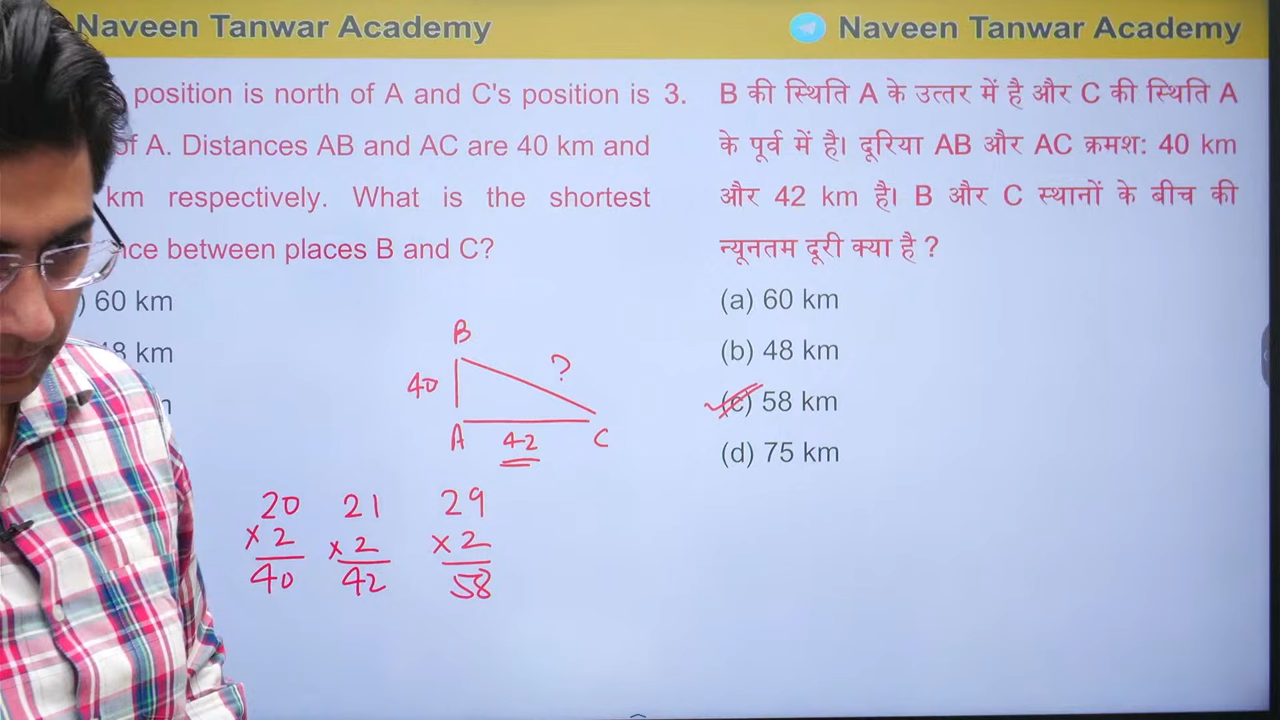 Naveen Tanwar Academy
Naveen Tanwar Academy
position is north of A and C's position is
of A. Distances AB and AC are 40 km and
km respectively. What is the shortest
nce between places B and C?
) 60 km
48 km
3. B की स्थिति A के उत्तर में है और C की स्थिति A
के पूर्व में है। दूरिया AB और AC क्रमश: 40 km
और 42 km है। B और C स्थानों के बीच की
न्यूनतम दूरी क्या है ?
(a) 60 km
(b) 48 km
(c) 58 km
(d) 75 km
B
40
?
A
42
C
20 21 29
×2 ×2 ×2
40 42 58